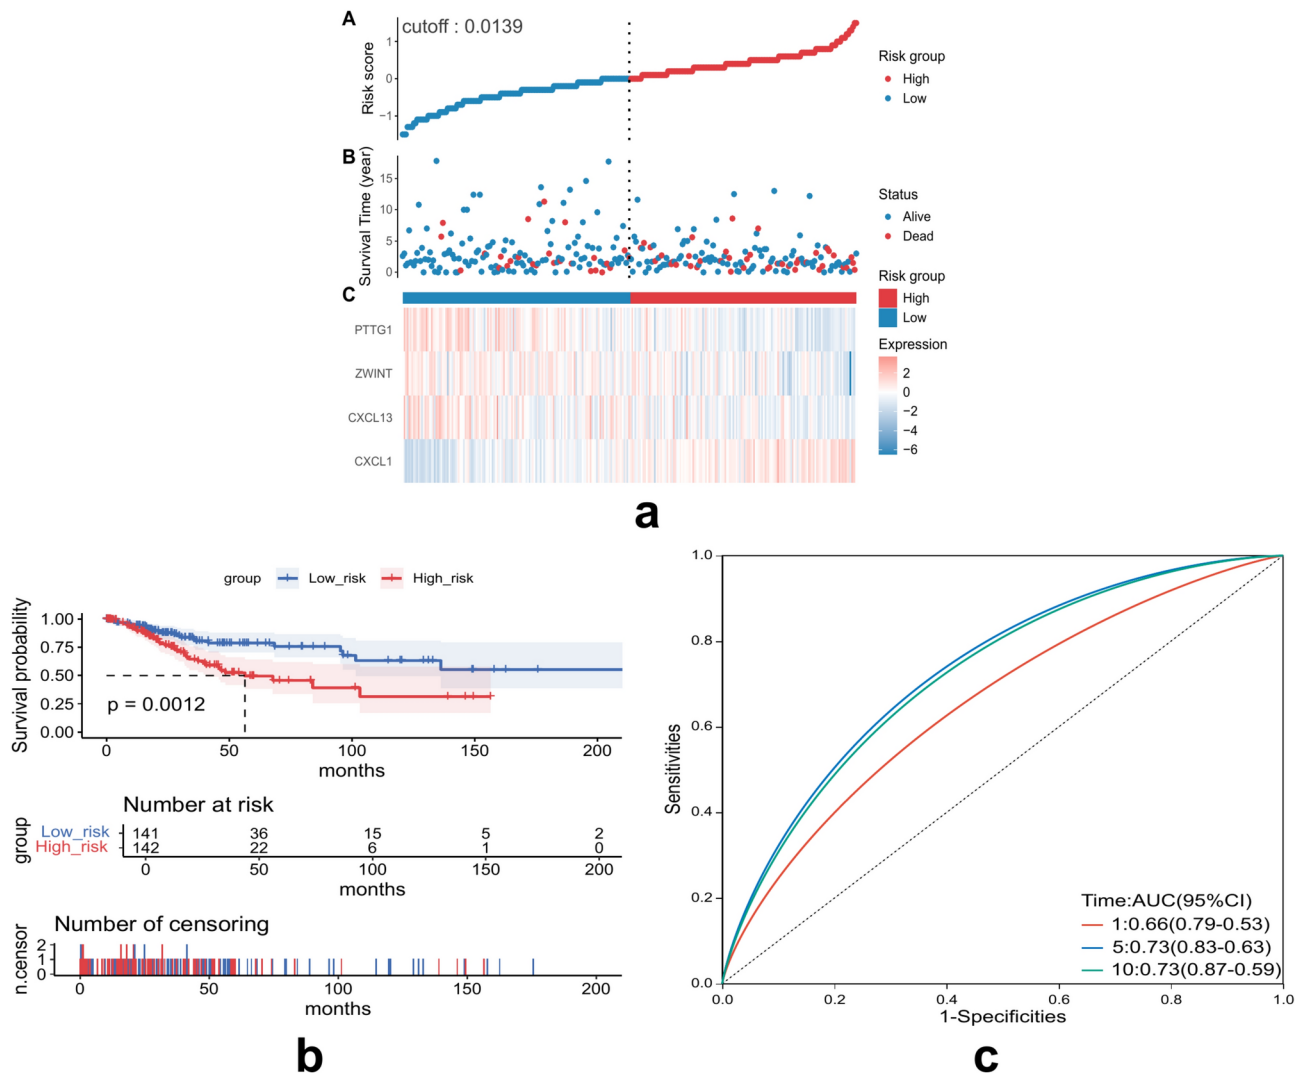 A
cutoff : 0.0139
Risk score
1
0
−1
Risk group
High
Low
B
Survival Time (year)
15
10
5
0
Status
Alive
Dead
C
Risk group
High
Low
PTTG1
ZWINT
CXCL13
CXCL1
Expression
2
0
−2
−4
−6
a
group Low_risk High_risk
Survival probability
1.00
0.75
0.50
0.25
0.00
p = 0.0012
0 50 100 150 200
months
Number at risk
group
Low_risk 141 36 15 5 2
High_risk 142 22 6 1 0
0 50 100 150 200
months
Number of censoring
n.censor
2
1
0
0 50 100 150 200
months
b
Sensitivities
1.0
0.8
0.6
0.4
0.2
0.0
Time:AUC(95%CI)
1:0.66(0.79-0.53)
5:0.73(0.83-0.63)
10:0.73(0.87-0.59)
0.0 0.2 0.4 0.6 0.8 1.0
1-Specificities
c